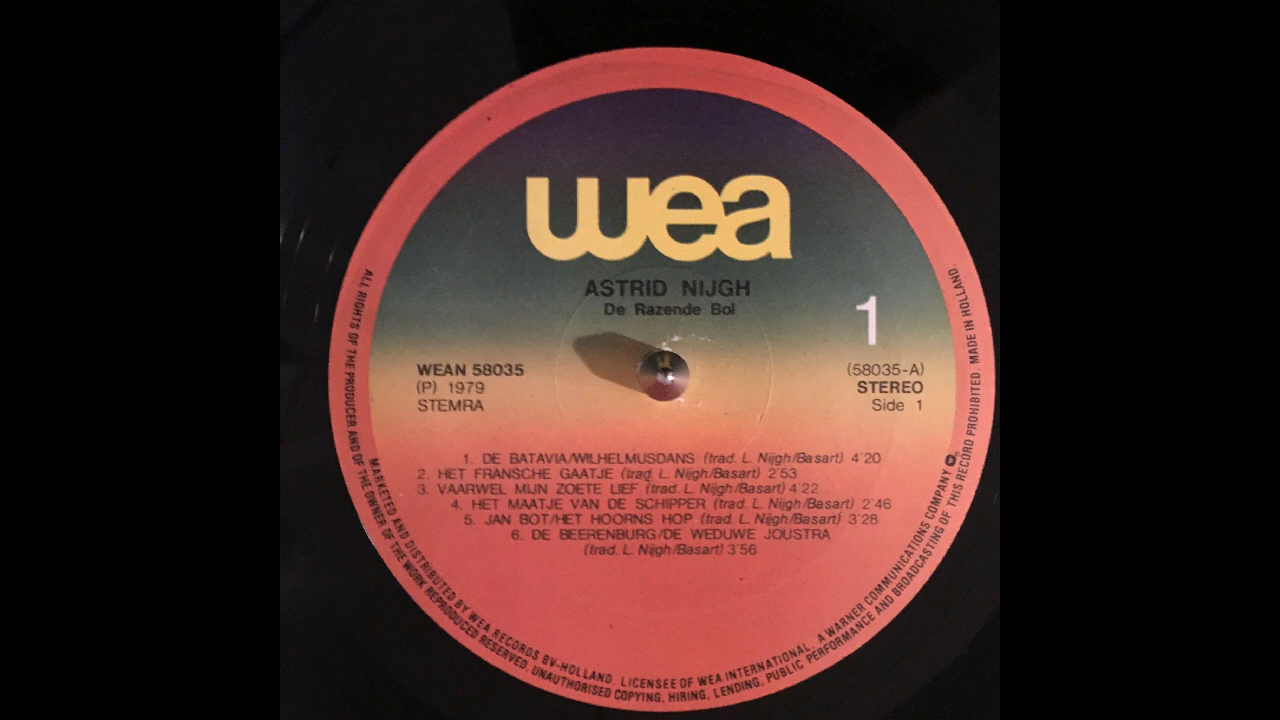 wea
ASTRID NIJGH
De Razende Bol
1
WEAN 58035
(P) 1979
STEMRA
(58035-A)
STEREO
Side 1
1. DE BATAVIA/WILHELMUSDANS (trad. L. Nijgh/Basart) 4'20
2. HET FRANSCHE GAATJE (trad. L. Nijgh/Basart) 2'53
3. VAARWEL MIJN ZOETE LIEF (trad. L. Nijgh/Basart) 4'22
4. HET MAATJE VAN DE SCHIPPER (trad. L. Nijgh/Basart) 2'46
5. JAN BOT/HET HOORNS HOP (trad. L. Nijgh/Basart) 3'28
6. DE BEERENBURG/DE WEDUWE JOUSTRA
(trad. L. Nijgh/Basart) 3'56
MARKETED AND DISTRIBUTED BY WEA RECORDS BV-HOLLAND. LICENSEE OF WEA INTERNATIONAL. A WARNER COMMUNICATIONS COMPANY
ALL RIGHTS OF THE PRODUCER AND OF THE OWNER OF THE WORK REPRODUCED RESERVED. UNAUTHORISED COPYING, HIRING, LENDING, PUBLIC PERFORMANCE AND BROADCASTING OF THIS RECORD PROHIBITED. MADE IN HOLLAND.